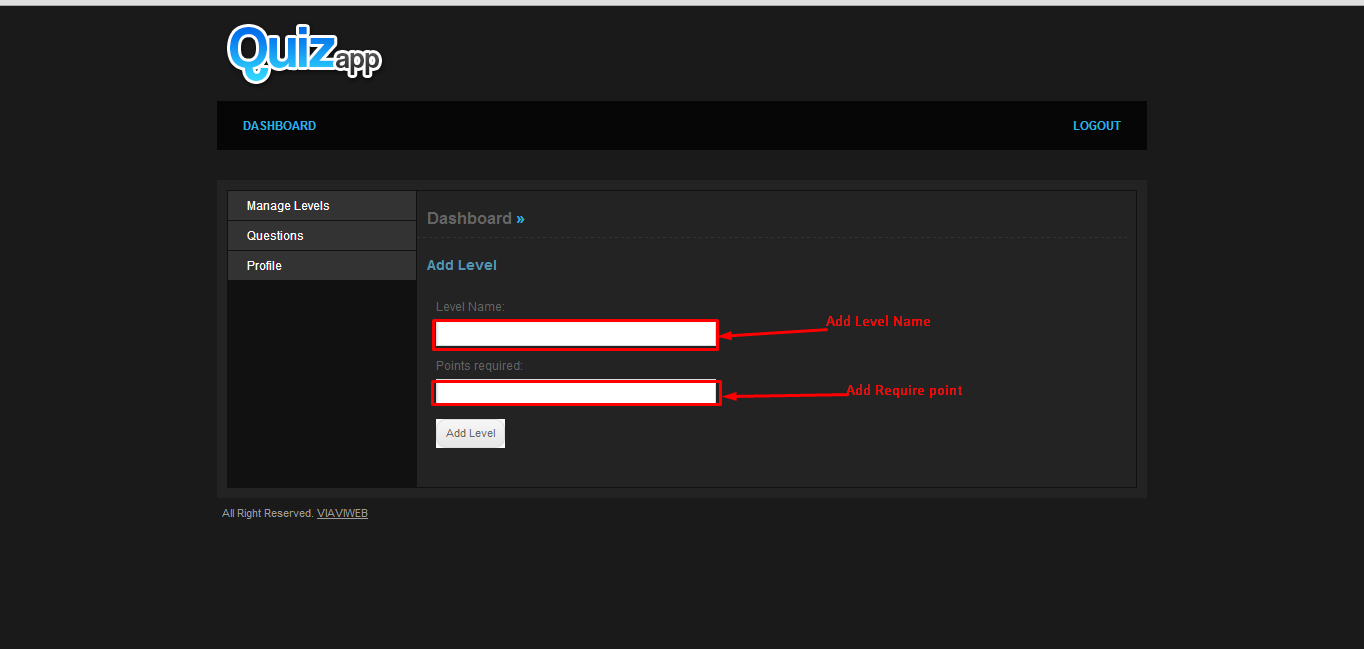 Quizapp
DASHBOARD
LOGOUT
Manage Levels
Questions
Profile
Dashboard »
Add Level
Level Name:
Add Level Name
Points required:
Add Require point
Add Level
All Right Reserved. VIAVIWEB